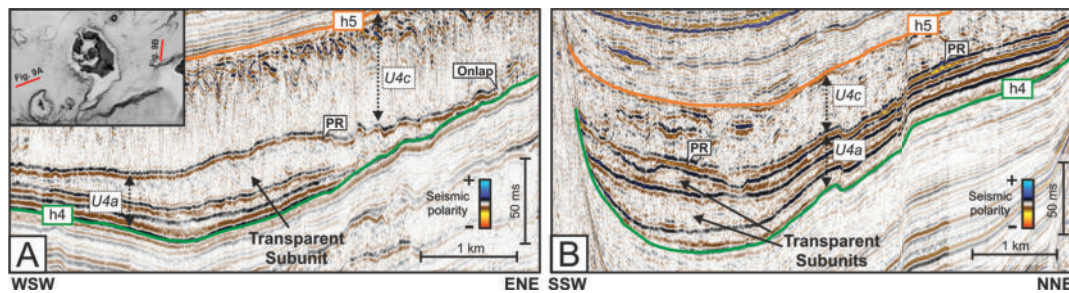 Fig. 9A
Fig. 9B
h5
U4c
Onlap
PR
U4a
h4
Transparent
Subunit
+
Seismic
polarity
-
50 ms
1 km
A
WSW
ENE
h5
PR
h4
U4c
U4a
PR
Transparent
Subunits
+
Seismic
polarity
-
50 ms
1 km
B
SSW
NNE